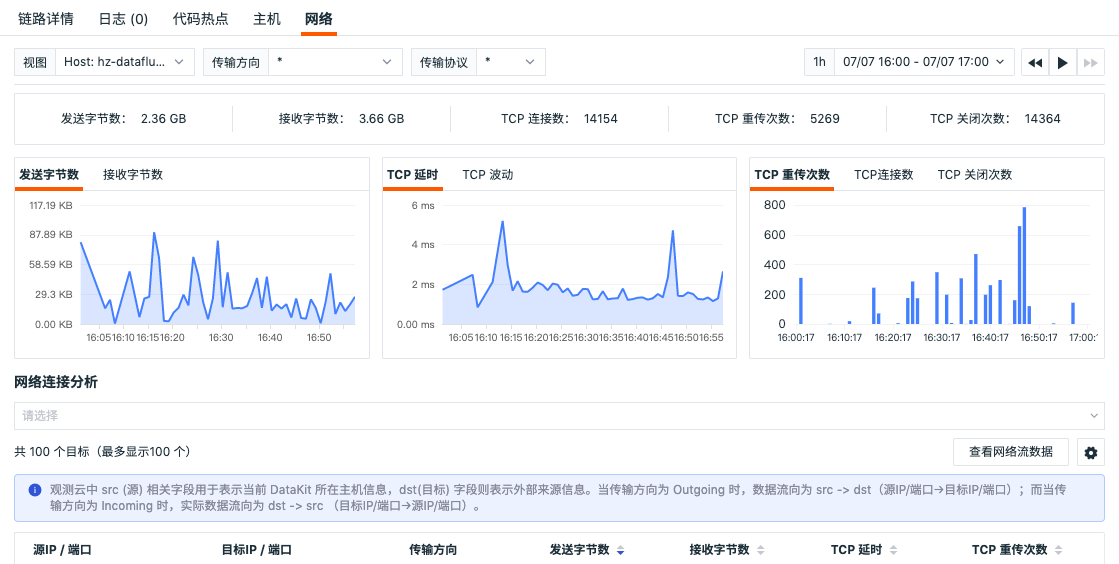 链路详情 日志 (0) 代码热点 主机 网络
视图 Host: hz-dataflu... 传输方向 * 传输协议 * 1h 07/07 16:00 - 07/07 17:00
发送字节数： 2.36 GB 接收字节数： 3.66 GB TCP 连接数： 14154 TCP 重传次数： 5269 TCP 关闭次数： 14364
发送字节数 接收字节数
117.19 KB
87.89 KB
58.59 KB
29.3 KB
0.00 KB
16:05 16:10 16:15 16:20 16:30 16:40 16:50
TCP 延时 TCP 波动
6 ms
4 ms
2 ms
0.00 ms
16:05 16:10 16:15 16:20 16:25 16:30 16:35 16:40 16:45 16:50 16:55
TCP 重传次数 TCP连接数 TCP 关闭次数
800
600
400
200
0
16:00:17 16:10:17 16:20:17 16:30:17 16:40:17 16:50:17 17:00:
网络连接分析
请选择
共 100 个目标（最多显示100 个） 查看网络流数据
观测云中 src (源) 相关字段用于表示当前 DataKit 所在主机信息，dst(目标) 字段则表示外部来源信息。当传输方向为 Outgoing 时，数据流向为 src -> dst（源IP/端口→目标IP/端口）；而当传
输方向为 Incoming 时，实际数据流向为 dst -> src （目标IP/端口→源IP/端口）。
源IP / 端口 目标IP / 端口 传输方向 发送字节数 接收字节数 TCP 延时 TCP 重传次数